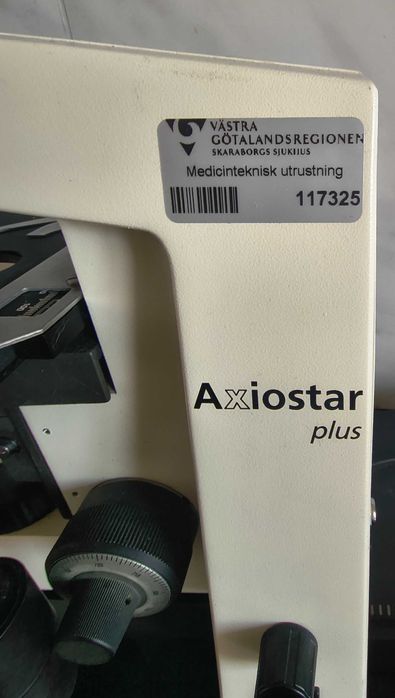 VÄSTRA
GÖTALANDSREGIONEN
SKARABORGS SJUKHUS
Medicinteknisk utrustning
117325
Axiostar
plus